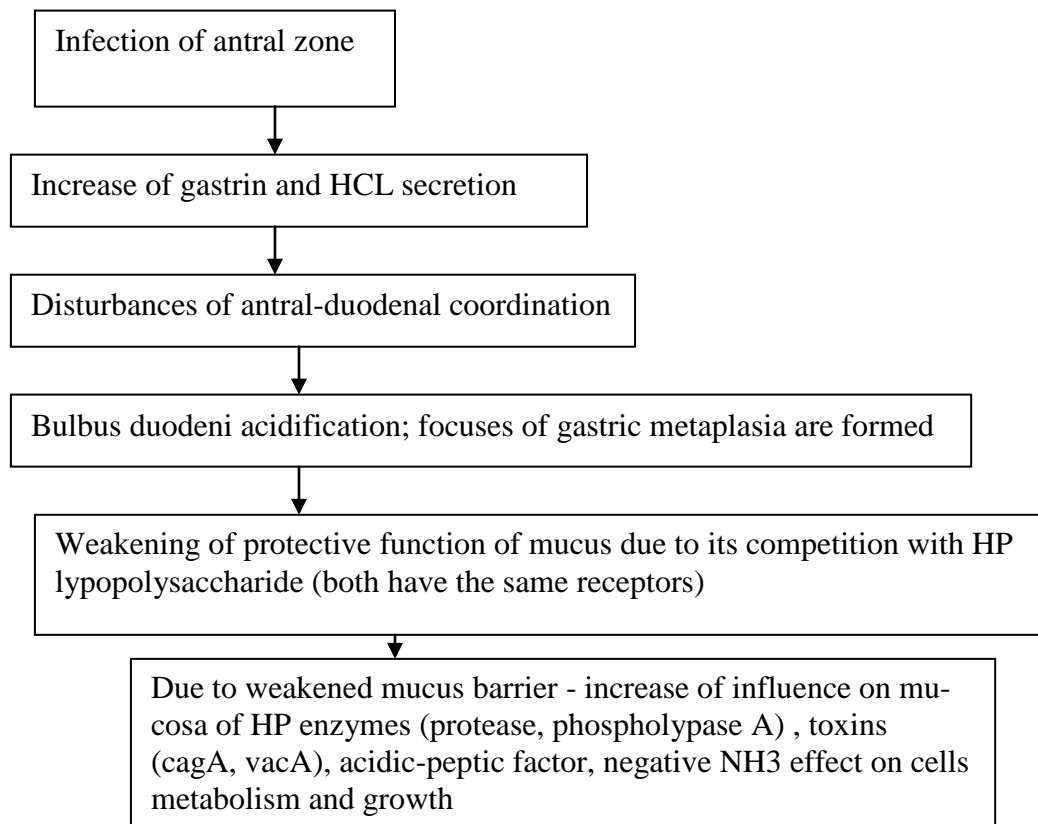 Infection of antral zone
Increase of gastrin and HCL secretion
Disturbances of antral-duodenal coordination
Bulbus duodeni acidification; focuses of gastric metaplasia are formed
Weakening of protective function of mucus due to its competition with HP
lypopolysaccharide (both have the same receptors)
Due to weakened mucus barrier - increase of influence on mu-
cosa of HP enzymes (protease, phospholypase A) , toxins
(cagA, vacA), acidic-peptic factor, negative NH3 effect on cells
metabolism and growth